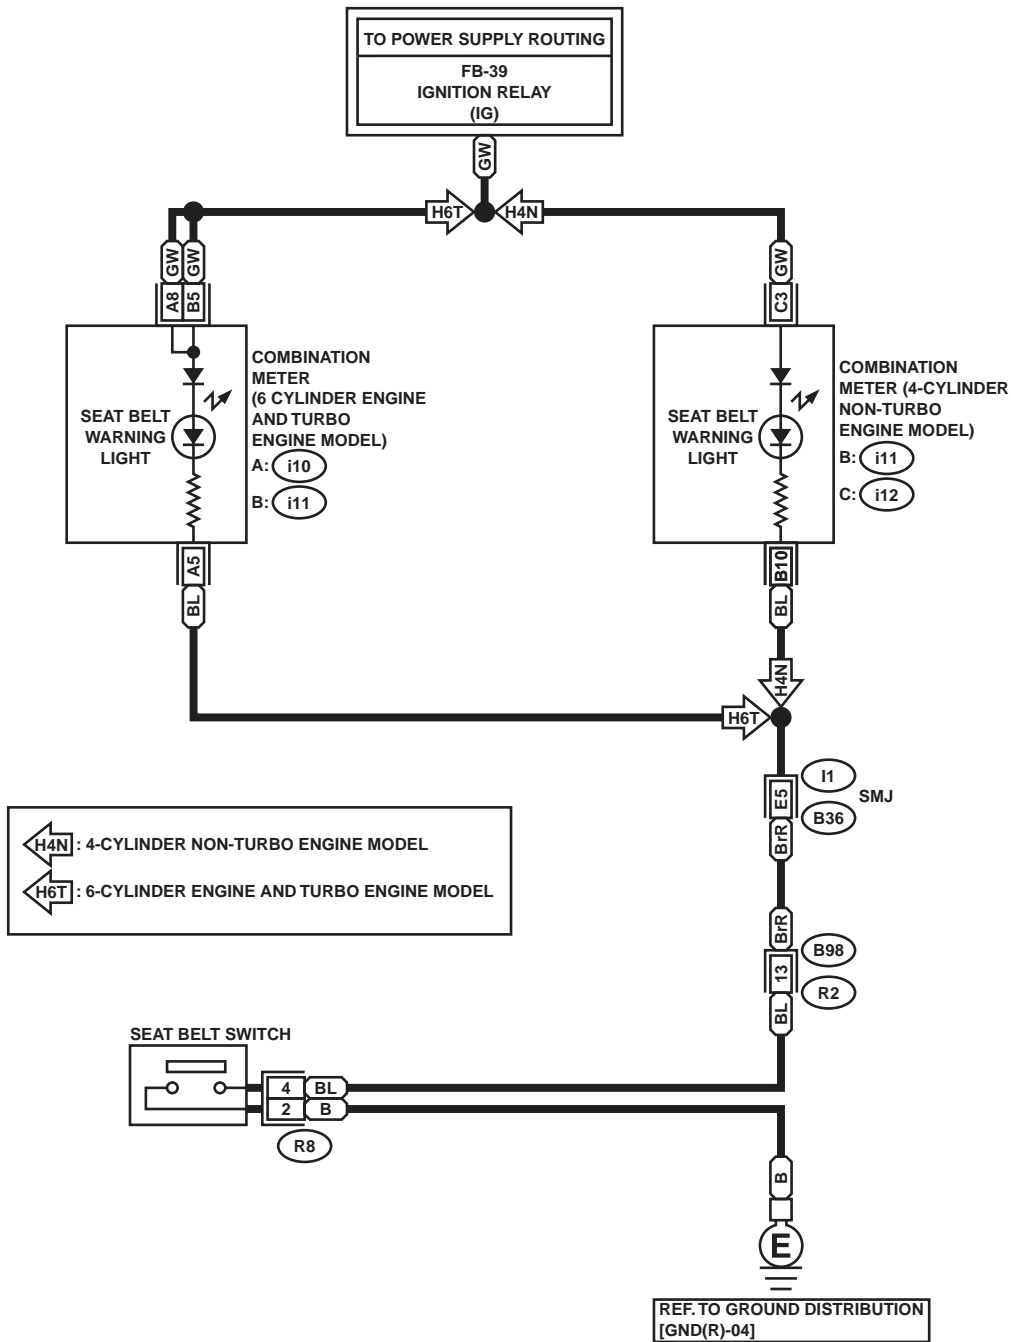 TO POWER SUPPLY ROUTING
FB-39
IGNITION RELAY
(IG)
GW
H6T
H4N
GW
GW
GW
A8
B5
C3
SEAT BELT
WARNING
LIGHT
COMBINATION
METER
(6 CYLINDER ENGINE
AND TURBO
ENGINE MODEL)
A: i10
B: i11
SEAT BELT
WARNING
LIGHT
COMBINATION
METER (4-CYLINDER
NON-TURBO
ENGINE MODEL)
B: i11
C: i12
A5
BL
B10
BL
H4N
H6T
E5
I1
SMJ
B36
BrR
H4N : 4-CYLINDER NON-TURBO ENGINE MODEL
H6T : 6-CYLINDER ENGINE AND TURBO ENGINE MODEL
BrR
B98
13
R2
BL
SEAT BELT SWITCH
4 BL
2 B
R8
B
E
REF. TO GROUND DISTRIBUTION
[GND(R)-04]